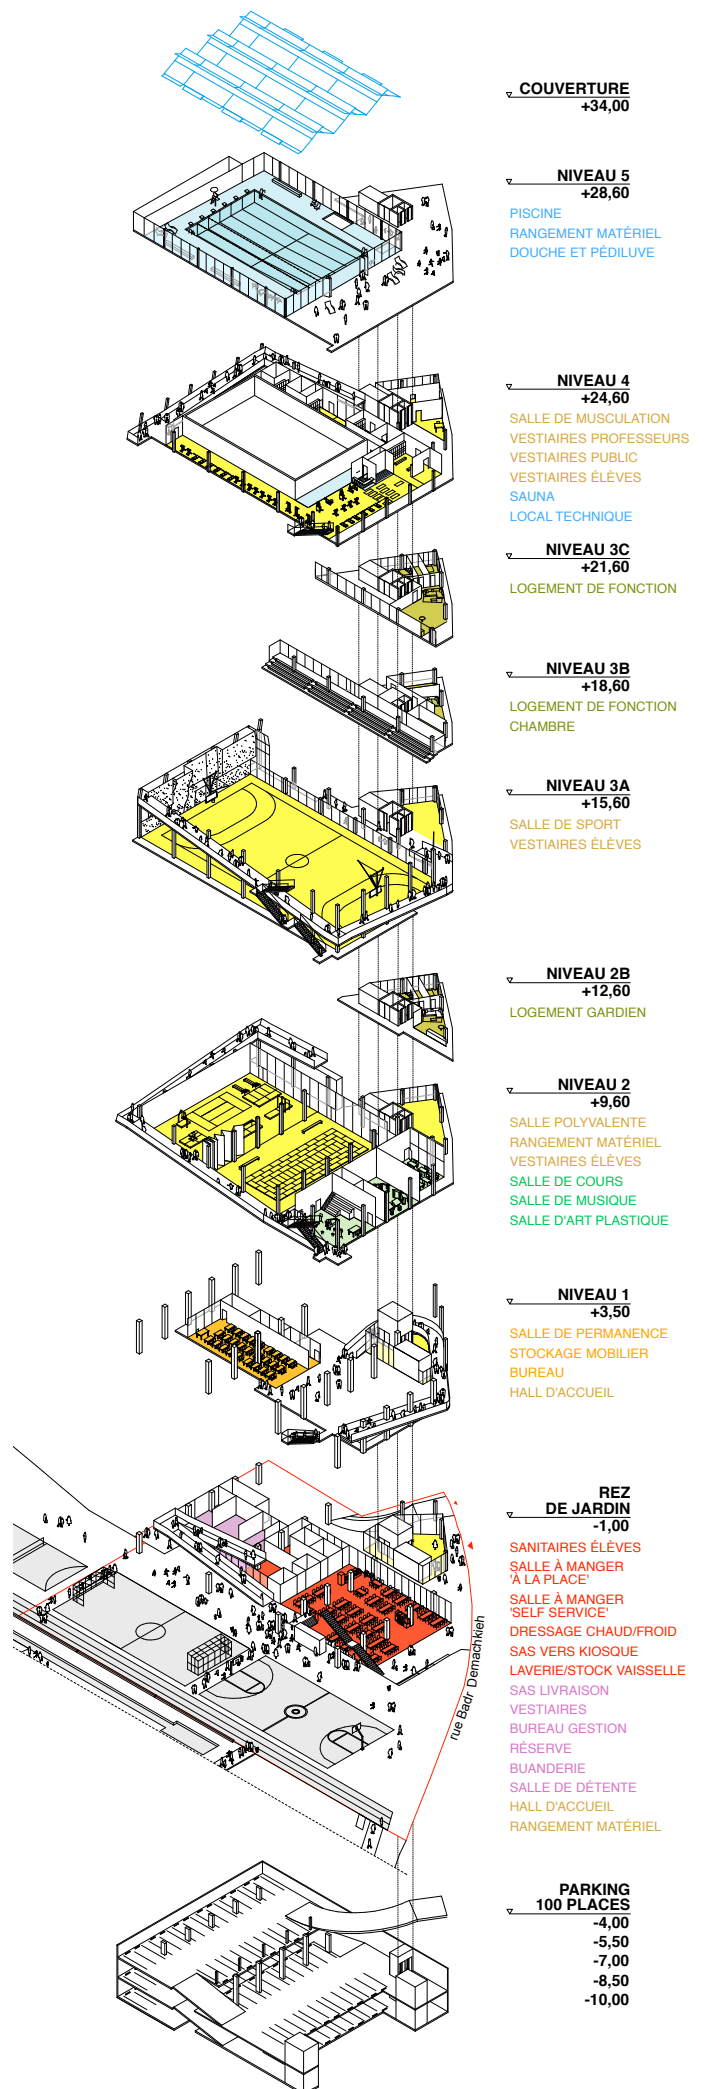 COUVERTURE
+34,00
NIVEAU 5
+28,60
PISCINE
RANGEMENT MATÉRIEL
DOUCHE ET PÉDILUVE
NIVEAU 4
+24,60
SALLE DE MUSCULATION
VESTIAIRES PROFESSEURS
VESTIAIRES PUBLIC
VESTIAIRES ÉLÈVES
SAUNA
LOCAL TECHNIQUE
NIVEAU 3C
+21,60
LOGEMENT DE FONCTION
NIVEAU 3B
+18,60
LOGEMENT DE FONCTION
CHAMBRE
NIVEAU 3A
+15,60
SALLE DE SPORT
VESTIAIRES ÉLÈVES
NIVEAU 2B
+12,60
LOGEMENT GARDIEN
NIVEAU 2
+9,60
SALLE POLYVALENTE
RANGEMENT MATÉRIEL
VESTIAIRES ÉLÈVES
SALLE DE COURS
SALLE DE MUSIQUE
SALLE D'ART PLASTIQUE
NIVEAU 1
+3,50
SALLE DE PERMANENCE
STOCKAGE MOBILIER
BUREAU
HALL D'ACCUEIL
REZ
DE JARDIN
-1,00
SANITAIRES ÉLÈVES
SALLE À MANGER
'À LA PLACE'
SALLE À MANGER
'SELF SERVICE'
DRESSAGE CHAUD/FROID
SAS VERS KIOSQUE
LAVERIE/STOCK VAISSELLE
SAS LIVRAISON
VESTIAIRES
BUREAU GESTION
RÉSERVE
BUANDERIE
SALLE DE DÉTENTE
HALL D'ACCUEIL
RANGEMENT MATÉRIEL
rue Badr Demachkieh
PARKING
100 PLACES
-4,00
-5,50
-7,00
-8,50
-10,00